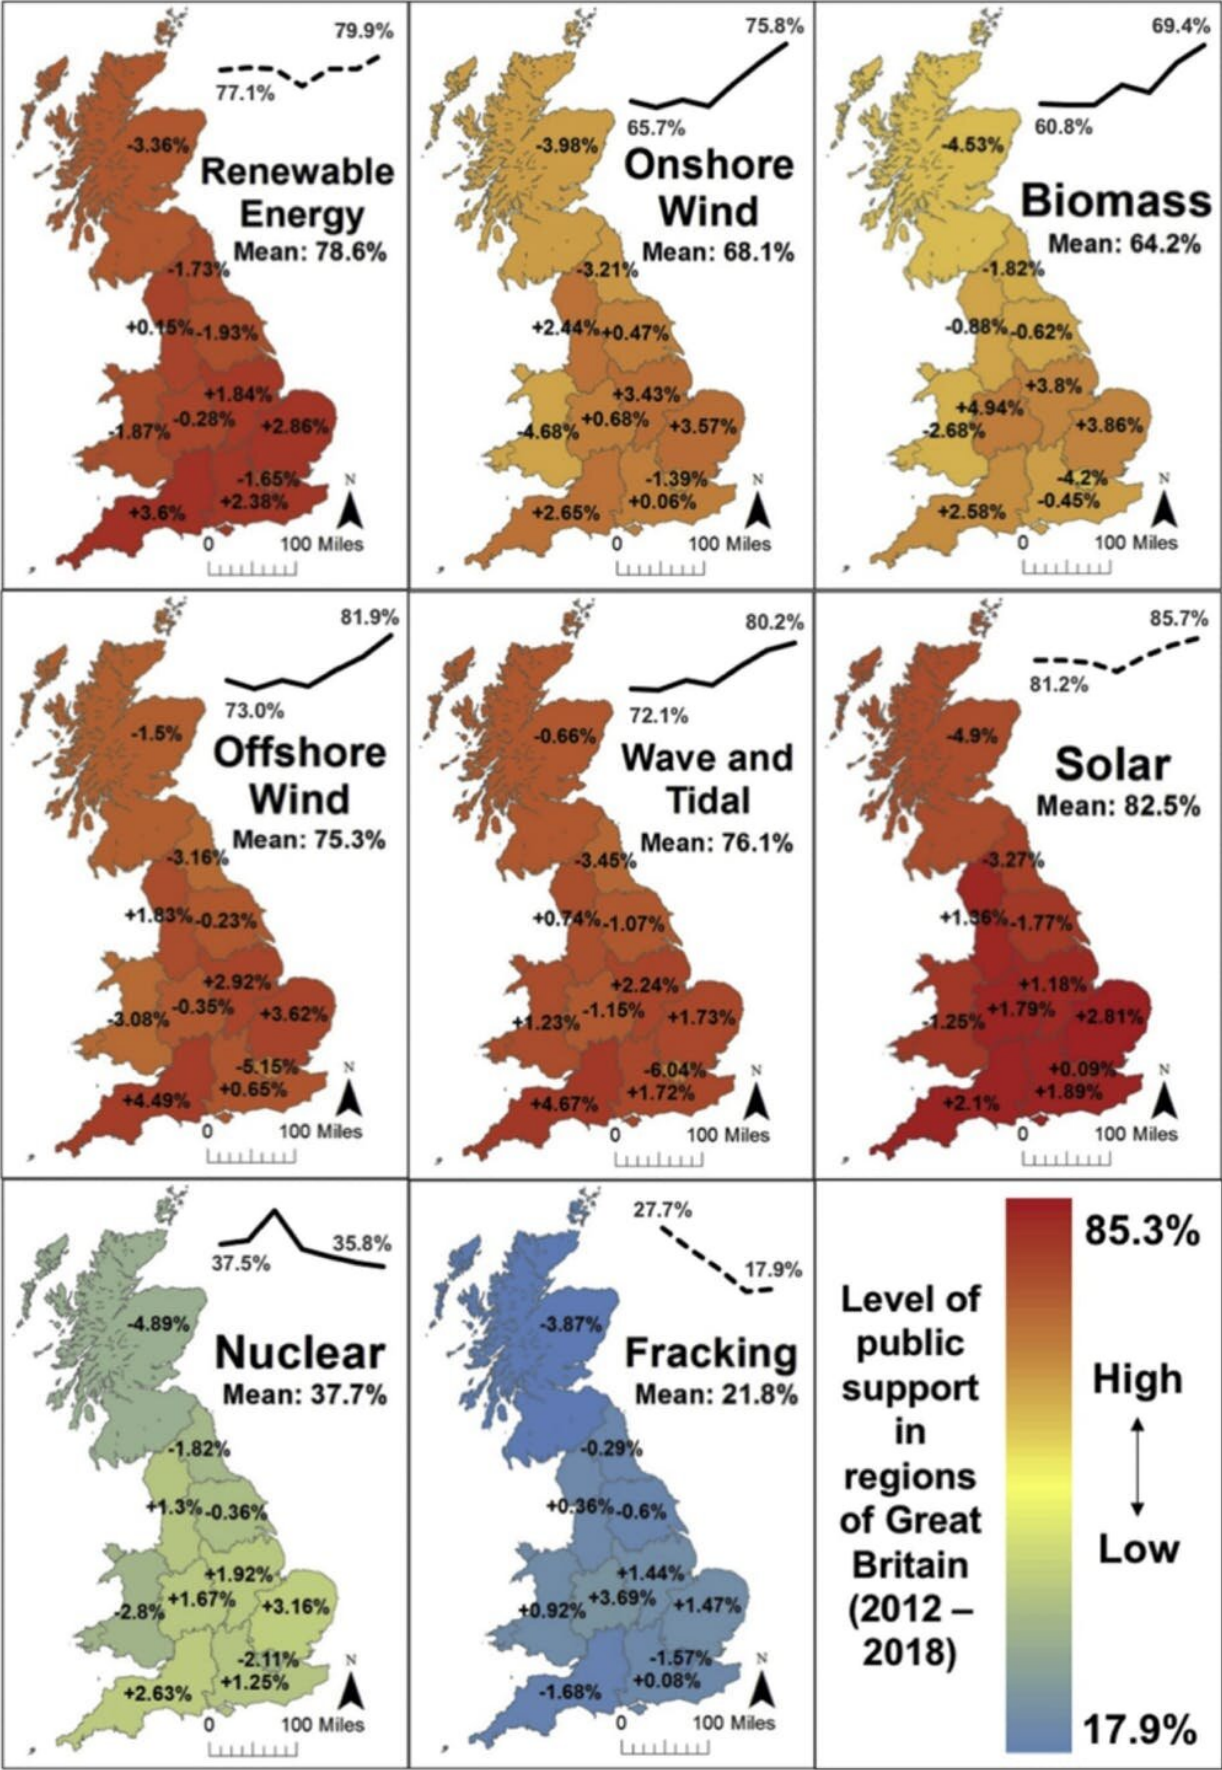 79.9%
77.1%
-3.36%
Renewable
Energy
Mean: 78.6%
-1.73%
+0.15%
-1.93%
+1.84%
-0.28%
-1.87%
+2.86%
-1.65%
+2.38%
+3.6%
N
0
100 Miles
75.8%
65.7%
-3.98%
Onshore
Wind
Mean: 68.1%
-3.21%
+2.44%
+0.47%
+3.43%
+0.68%
-4.68%
+3.57%
-1.39%
+0.06%
+2.65%
N
0
100 Miles
69.4%
60.8%
-4.53%
Biomass
Mean: 64.2%
-1.82%
-0.88%
-0.62%
+3.8%
+4.94%
-2.68%
+3.86%
-4.2%
-0.45%
+2.58%
N
0
100 Miles
81.9%
73.0%
-1.5%
Offshore
Wind
Mean: 75.3%
-3.16%
+1.83%
-0.23%
+2.92%
-0.35%
-3.08%
+3.62%
-5.15%
+0.65%
+4.49%
N
0
100 Miles
80.2%
72.1%
-0.66%
Wave and
Tidal
Mean: 76.1%
-3.45%
+0.74%
-1.07%
+2.24%
-1.15%
+1.23%
+1.73%
-6.04%
+1.72%
+4.67%
N
0
100 Miles
85.7%
81.2%
-4.9%
Solar
Mean: 82.5%
-3.27%
+1.36%
-1.77%
+1.18%
+1.79%
-1.25%
+2.81%
+0.09%
+1.89%
+2.1%
N
0
100 Miles
35.8%
37.5%
-4.89%
Nuclear
Mean: 37.7%
-1.82%
+1.3%
-0.36%
+1.92%
+1.67%
-2.8%
+3.16%
-2.11%
+1.25%
+2.63%
N
0
100 Miles
27.7%
17.9%
-3.87%
Fracking
Mean: 21.8%
-0.29%
+0.36%
-0.6%
+1.44%
+3.69%
+0.92%
+1.47%
-1.57%
+0.08%
-1.68%
N
0
100 Miles
Level of
public
support
in
regions
of Great
Britain
(2012 –
2018)
85.3%
High
Low
17.9%